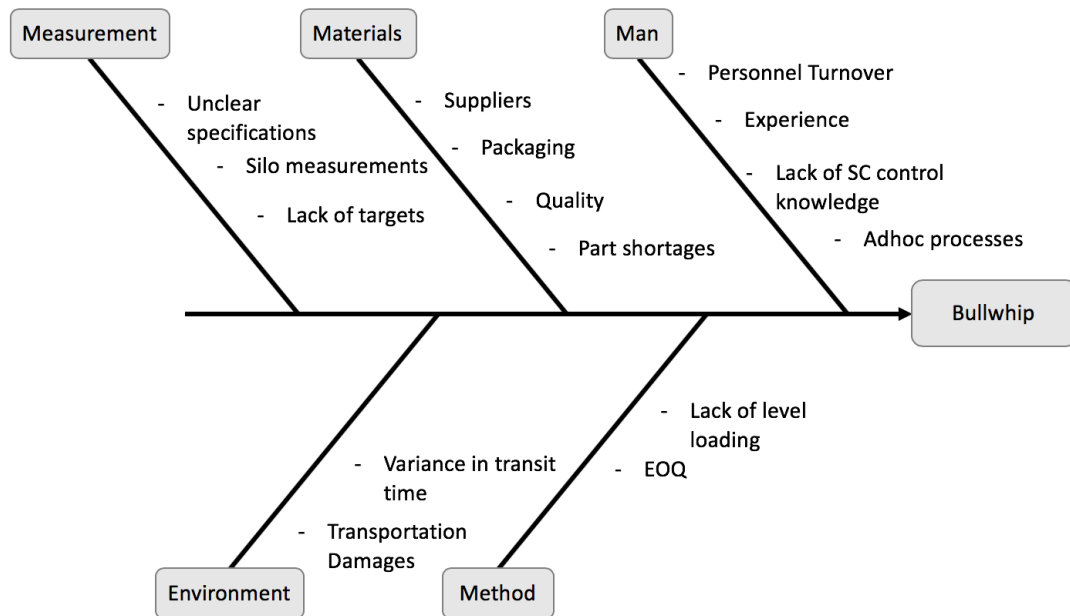 Measurement
Materials
Man
- Unclear
specifications
- Silo measurements
- Lack of targets
- Suppliers
- Packaging
- Quality
- Part shortages
- Personnel Turnover
- Experience
- Lack of SC control
knowledge
- Adhoc processes
Bullwhip
- Variance in transit
time
- Transportation
Damages
- Lack of level
loading
- EOQ
Environment
Method